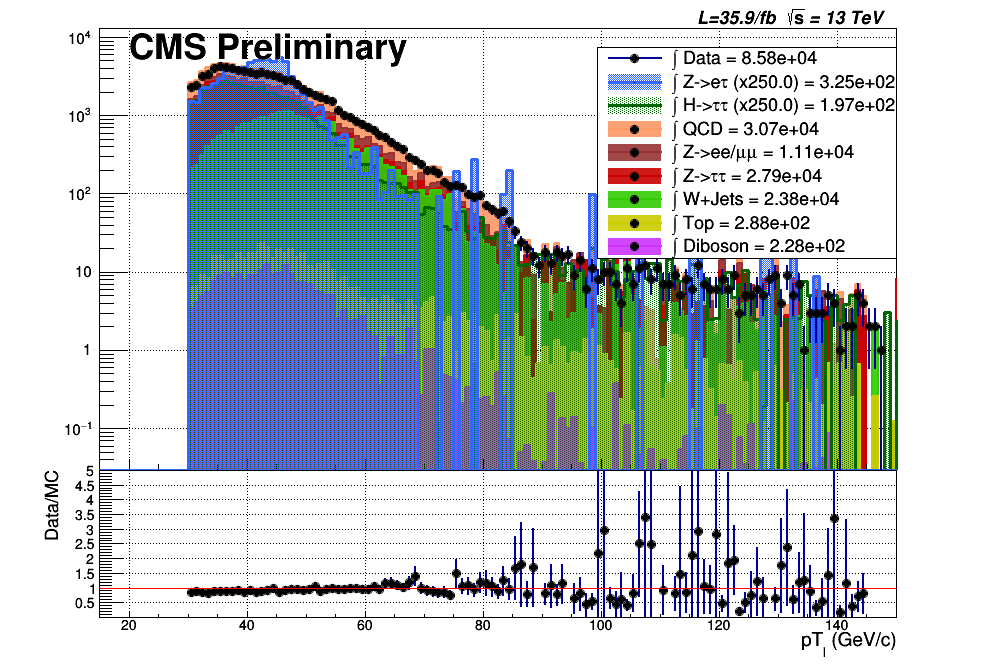 L=35.9/fb √s = 13 TeV
CMS Preliminary
∫ Data = 8.58e+04
∫ Z->eτ (x250.0) = 3.25e+02
∫ H->ττ (x250.0) = 1.97e+02
∫ QCD = 3.07e+04
∫ Z->ee/μμ = 1.11e+04
∫ Z->ττ = 2.79e+04
∫ W+Jets = 2.38e+04
∫ Top = 2.88e+02
∫ Diboson = 2.28e+02
10⁴
10³
10²
10
1
10⁻¹
Data/MC
5
4.5
4
3.5
3
2.5
2
1.5
1
0.5
20 40 60 80 100 120 140
pT_l (GeV/c)